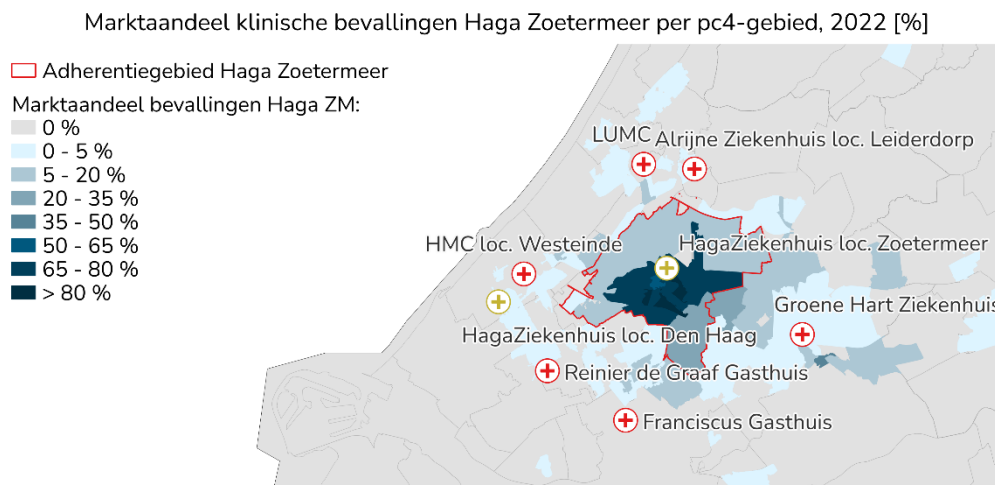 Marktaandeel klinische bevallingen Haga Zoetermeer per pc4-gebied, 2022 [%]
Adherentiegebied Haga Zoetermeer
Marktaandeel bevallingen Haga ZM:
0 %
0 - 5 %
5 - 20 %
20 - 35 %
35 - 50 %
50 - 65 %
65 - 80 %
> 80 %
LUMC
Alrijne Ziekenhuis loc. Leiderdorp
HMC loc. Westeinde
HagaZiekenhuis loc. Zoetermeer
Groene Hart Ziekenhuis
HagaZiekenhuis loc. Den Haag
Reinier de Graaf Gasthuis
Franciscus Gasthuis